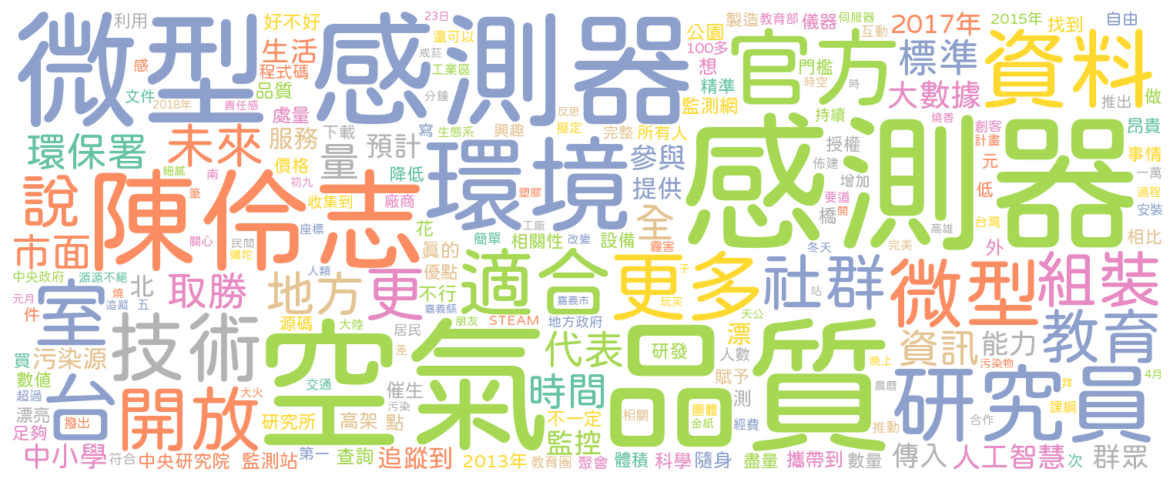 微型感測器
感測器
空氣品質
陳伶志
環境
官方
資料
研究員
技術
適合
更多
社群
微型
組裝
教育
開放
室
台
地方
更
說
市面
未來
環保署
標準
大數據
2017年
代表
時間
監控
資訊
能力
取勝
全
量
預計
參與
提供
服務
生活
利用
好不好
23日
還可以
戒菸
工業區
分鐘
程式碼
品質
感
文件
2018年
責任感
處量
下載
寫
生態系
興趣
反思
擬定
完整
所有人
公園
100多
想
精準
監測網
製造
教育部
儀器
伺服器
互動
門檻
時空
時
持續
燒香
授權
佈建
增加
2015年
找到
自由
推出
做
昂貴
創客
計畫
事情
元
一萬
低
過程
要道
開
橋
安裝
台灣
高雄
外
相比
完美
冬天
細膩
南
筆
價格
初九
收集到
降低
廠商
塑膠
關心
民間
彌陀
座標
花
簡單
相關性
工廠
改變
設備
霾害
真的
優點
不行
中央政府
源源不絕
北
元月
燒
追蹤
五
件
人類
嘉義縣
嘉義市
朋友
STEAM
地方政府
子
玩笑
站
天公
源碼
大陸
居民
差
買
污染源
數值
超過
漂亮
足夠
撥出
大火
交通
催生
污染
研究所
高架
點
研發
漂
人數
賦予
測
晚上
農曆
污染物
4月
拜
課綱
合作
推動
不一定
相關
團體
金紙
經費
中小學
符合
中央研究院
監測站
第一
查詢
追蹤到
2013年
教育圈
聚會
體積
科學
隨身
盡量
攜帶到
數量
傳入
人工智慧
次
群眾